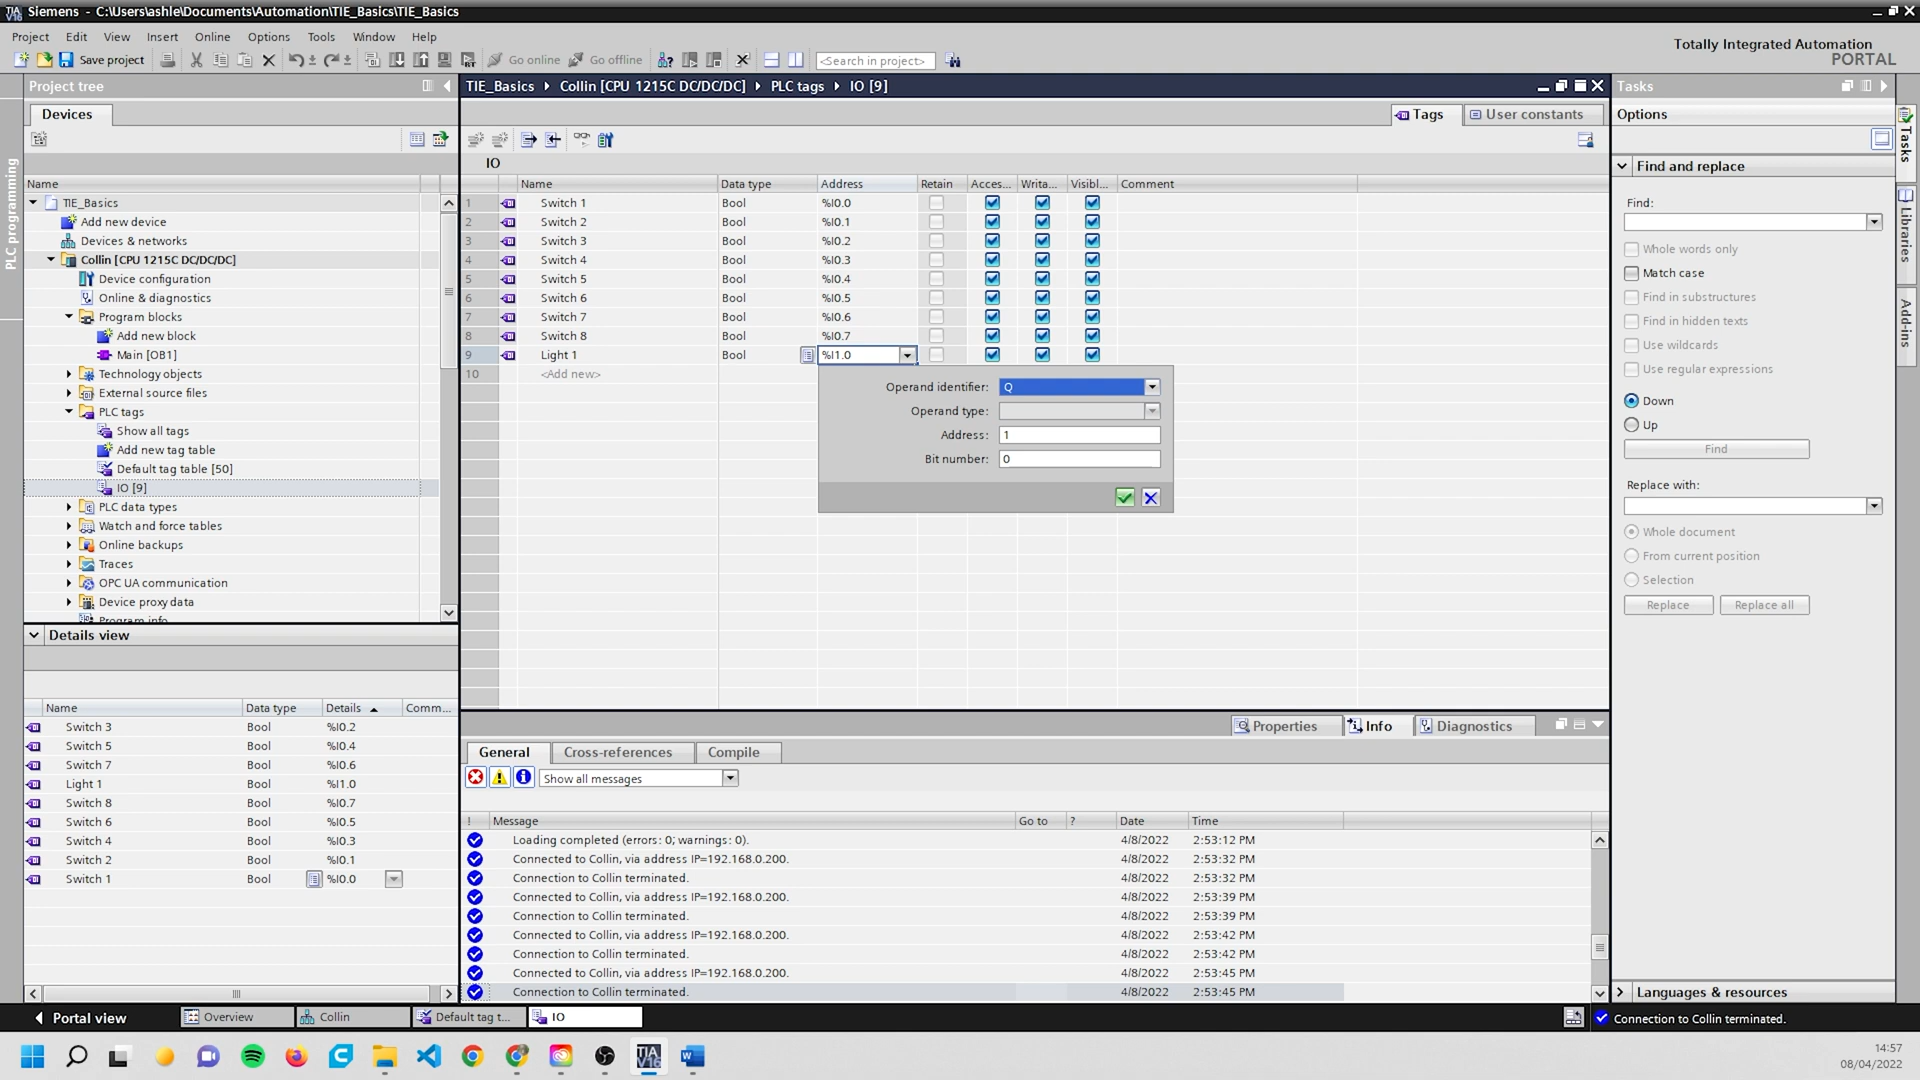 Siemens - C:\Users\ashle\Documents\Automation\TIE_Basics\TIE_Basics
Project Edit View Insert Online Options Tools Window Help
Totally Integrated Automation
PORTAL
Save project Go online Go offline <Search in project>
Project tree
TIE_Basics Collin [CPU 1215C DC/DC/DC] PLC tags IO [9]
Tasks
Devices
Tags User constants
Options
PLC programming
Tasks
Libraries
Add-ins
IO
Name
TIE_Basics
Add new device
Devices & networks
Collin [CPU 1215C DC/DC/DC]
Device configuration
Online & diagnostics
Program blocks
Add new block
Main [OB1]
Technology objects
External source files
PLC tags
Show all tags
Add new tag table
Default tag table [50]
IO [9]
PLC data types
Watch and force tables
Online backups
Traces
OPC UA communication
Device proxy data
Program info
Name Data type Address Retain Acces... Writa... Visibl... Comment
1 Switch 1 Bool %I0.0
2 Switch 2 Bool %I0.1
3 Switch 3 Bool %I0.2
4 Switch 4 Bool %I0.3
5 Switch 5 Bool %I0.4
6 Switch 6 Bool %I0.5
7 Switch 7 Bool %I0.6
8 Switch 8 Bool %I0.7
9 Light 1 Bool %I1.0
10 <Add new>
Operand identifier: Q
Operand type:
Address: 1
Bit number: 0
Find and replace
Find:
Whole words only
Match case
Find in substructures
Find in hidden texts
Use wildcards
Use regular expressions
Down
Up
Find
Replace with:
Whole document
From current position
Selection
Replace Replace all
Languages & resources
Details view
Name Data type Details Comm...
Switch 3 Bool %I0.2
Switch 5 Bool %I0.4
Switch 7 Bool %I0.6
Light 1 Bool %I1.0
Switch 8 Bool %I0.7
Switch 6 Bool %I0.5
Switch 4 Bool %I0.3
Switch 2 Bool %I0.1
Switch 1 Bool %I0.0
Properties Info Diagnostics
General Cross-references Compile
Show all messages
! Message Go to ? Date Time
Loading completed (errors: 0; warnings: 0). 4/8/2022 2:53:12 PM
Connected to Collin, via address IP=192.168.0.200. 4/8/2022 2:53:32 PM
Connection to Collin terminated. 4/8/2022 2:53:32 PM
Connected to Collin, via address IP=192.168.0.200. 4/8/2022 2:53:39 PM
Connection to Collin terminated. 4/8/2022 2:53:39 PM
Connected to Collin, via address IP=192.168.0.200. 4/8/2022 2:53:42 PM
Connection to Collin terminated. 4/8/2022 2:53:42 PM
Connected to Collin, via address IP=192.168.0.200. 4/8/2022 2:53:45 PM
Connection to Collin terminated. 4/8/2022 2:53:45 PM
Portal view Overview Collin Default tag t... IO
Connection to Collin terminated.
TIA
V16
14:57
08/04/2022